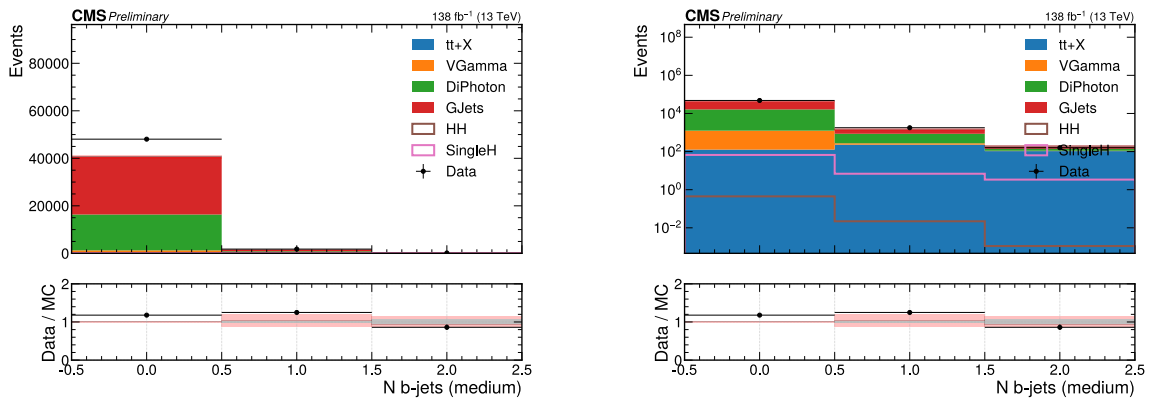 CMS Preliminary 138 fb⁻¹ (13 TeV)
Events
80000
60000
40000
20000
0
tt+X
VGamma
DiPhoton
GJets
HH
SingleH
Data
Data / MC
2
1
0
-0.5 0.0 0.5 1.0 1.5 2.0 2.5
N b-jets (medium)
CMS Preliminary 138 fb⁻¹ (13 TeV)
Events
10⁸
10⁶
10⁴
10²
10⁰
10⁻²
tt+X
VGamma
DiPhoton
GJets
HH
SingleH
Data
Data / MC
2
1
0
-0.5 0.0 0.5 1.0 1.5 2.0 2.5
N b-jets (medium)